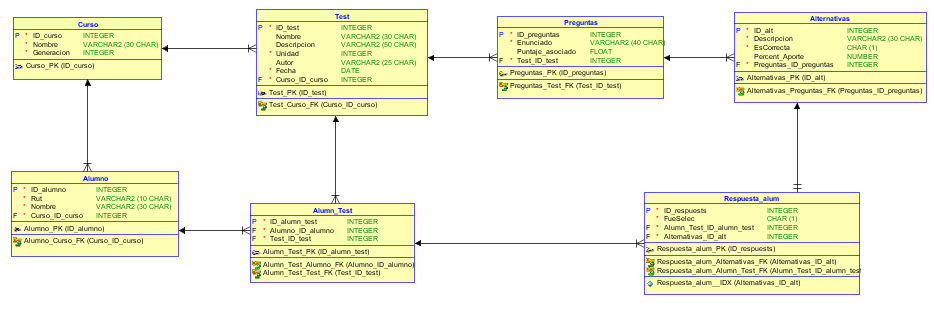 Curso
P * ID_curso INTEGER
* Nombre VARCHAR2 (30 CHAR)
* Generacion INTEGER
Curso_PK (ID_curso)
Test
P * ID_test INTEGER
Nombre VARCHAR2 (30 CHAR)
Descripcion VARCHAR2 (50 CHAR)
* Unidad INTEGER
Autor VARCHAR2 (25 CHAR)
* Fecha DATE
F * Curso_ID_curso INTEGER
Test_PK (ID_test)
Test_Curso_FK (Curso_ID_curso)
Preguntas
P * ID_preguntas INTEGER
* Enunciado VARCHAR2 (40 CHAR)
Puntaje_asociado FLOAT
F * Test_ID_test INTEGER
Preguntas_PK (ID_preguntas)
Preguntas_Test_FK (Test_ID_test)
Alternativas
P * ID_alt INTEGER
* Descripcion VARCHAR2 (30 CHAR)
* EsCorrecta CHAR (1)
Percent_Aporte NUMBER
F * Preguntas_ID_preguntas INTEGER
Alternativas_PK (ID_alt)
Alternativas_Preguntas_FK (Preguntas_ID_preguntas)
Alumno
P * ID_alumno INTEGER
* Rut VARCHAR2 (10 CHAR)
* Nombre VARCHAR2 (30 CHAR)
F * Curso_ID_curso INTEGER
Alumno_PK (ID_alumno)
Alumno_Curso_FK (Curso_ID_curso)
Alumn_Test
P * ID_alumn_test INTEGER
F * Alumno_ID_alumno INTEGER
F * Test_ID_test INTEGER
Alumn_Test_PK (ID_alumn_test)
Alumn_Test_Alumno_FK (Alumno_ID_alumno)
Alumn_Test_Test_FK (Test_ID_test)
Respuesta_alum
P * ID_respuests INTEGER
* FueSelec CHAR (1)
F * Alumn_Test_ID_alumn_test INTEGER
F * Alternativas_ID_alt INTEGER
Respuesta_alum_PK (ID_respuests)
Respuesta_alum_Alternativas_FK (Alternativas_ID_alt)
Respuesta_alum_Alumn_Test_FK (Alumn_Test_ID_alumn_test
Respuesta_alum__IDX (Alternativas_ID_alt)